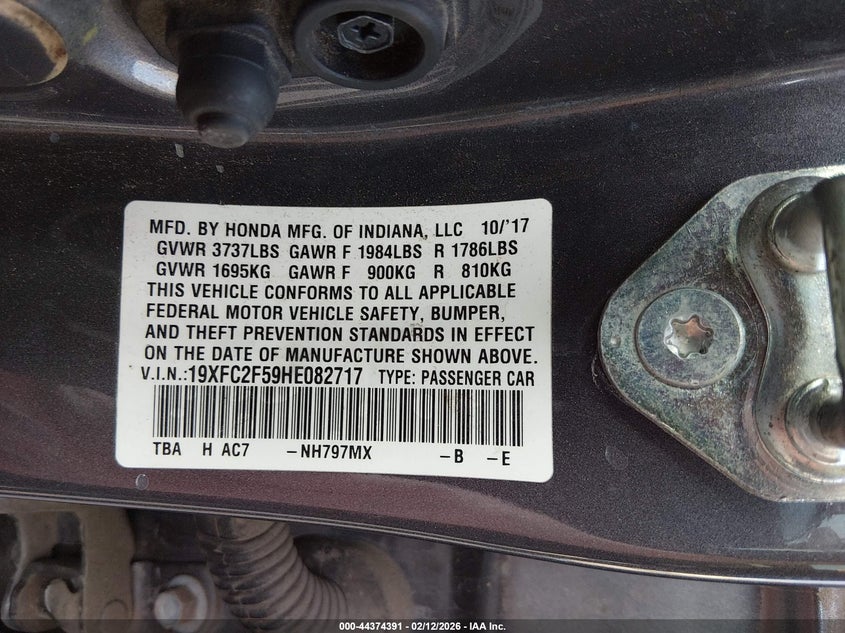 MFD. BY HONDA MFG. OF INDIANA, LLC 10/'17
GVWR 3737LBS GAWR F 1984LBS R 1786LBS
GVWR 1695KG GAWR F 900KG R 810KG
THIS VEHICLE CONFORMS TO ALL APPLICABLE
FEDERAL MOTOR VEHICLE SAFETY, BUMPER,
AND THEFT PREVENTION STANDARDS IN EFFECT
ON THE DATE OF MANUFACTURE SHOWN ABOVE.
V.I.N.:19XFC2F59HE082717 TYPE: PASSENGER CAR
TBA H AC7 -NH797MX -B -E
000-44374391 - 02/12/2026 - IAA Inc.